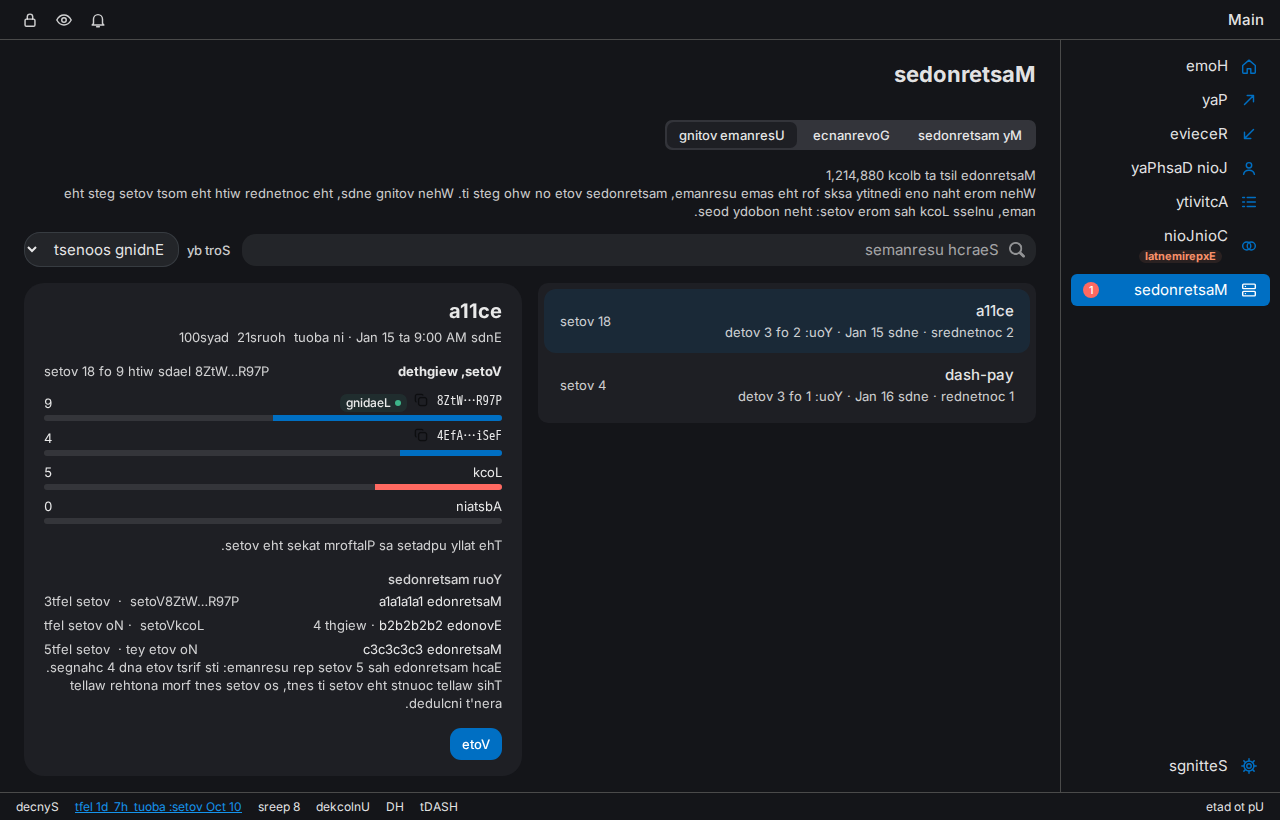 Main
sedonretsaM
gnitov emanresU
ecnanrevoG
sedonretsam yM
1,214,880 kcolb ta tsil edonretsaM
eht steg setov tsom eht htiw rednetnoc eht ,sdne gnitov nehW .ti steg ohw no etov sedonretsam ,emanresu emas eht rof sksa ytitnedi eno naht erom nehW
.deos ydobon neht :setov erom sah kcoL sselnu ,eman
tsenoos gnidnE
yb troS
semanresu hcraeS
a11ce
100syad  21sruoh  tuoba ni · Jan 15 ta 9:00 AM sdnE
setov 18 fo 9 htiw sdael 8ZtW…R97P
dethgiew ,setoV
9
gnidaeL
8ZtW…R97P
4
4EfA…iSeF
5
kcoL
0
niatsbA
.setov eht sekat mroftalP sa setadpu yllat ehT
sedonretsam ruoY
3tfel setov  ·  setoV8ZtW…R97P
a1a1a1a1 edonretsaM
tfel setov oN ·  setoVkcoL
4 thgiew · b2b2b2b2 edonovE
5tfel setov  · tey etov oN
c3c3c3c3 edonretsaM
.segnahc 4 dna etov tsrif sti :emanresu rep setov 5 sah edonretsam hcaE
tellaw rehtona morf tnes setov os ,tnes ti setov eht stnuoc tellaw sihT
.dedulcni t'nera
etoV
a11ce
setov 18
detov 3 fo 2 :uoY · Jan 15 sdne · srednetnoc 2
dash-pay
setov 4
detov 3 fo 1 :uoY · Jan 16 sdne · rednetnoc 1
emoH
yaP
evieceR
yaPhsaD nioJ
ytivitcA
nioJnioC
latnemirepxE
1
sedonretsaM
sgnitteS
decnyS
tfel 1d  7h  tuoba :setov Oct 10
sreep 8
dekcolnU
DH
tDASH
etad ot pU